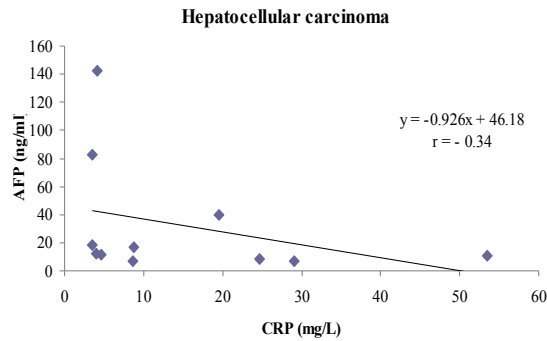 Hepatocellular carcinoma
160
140
120
100
80
60
40
20
0
AFP (ng/ml)
y = -0.926x + 46.18
r = - 0.34
0 10 20 30 40 50 60
CRP (mg/L)